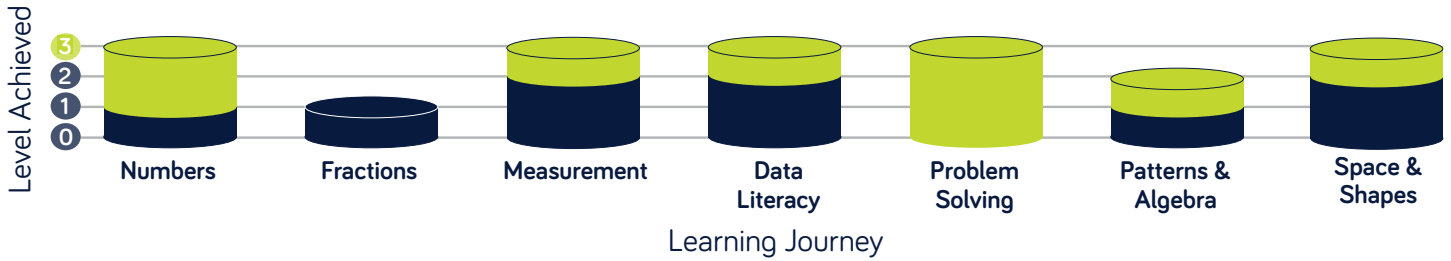 Level Achieved
3
2
1
0
Numbers
Fractions
Measurement
Data
Literacy
Problem
Solving
Patterns &
Algebra
Space &
Shapes
Learning Journey